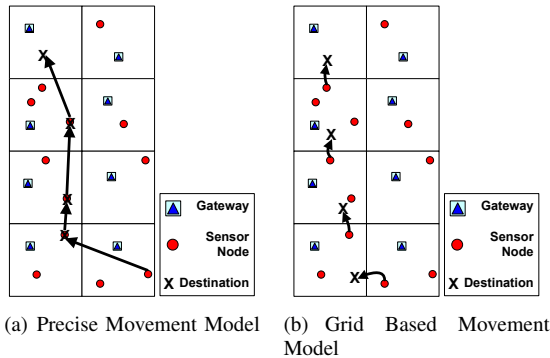 X
X
X
X
Gateway
Sensor
Node
X Destination
X
X
X
X
Gateway
Sensor
Node
X Destination
(a) Precise Movement Model
(b) Grid Based Movement
Model